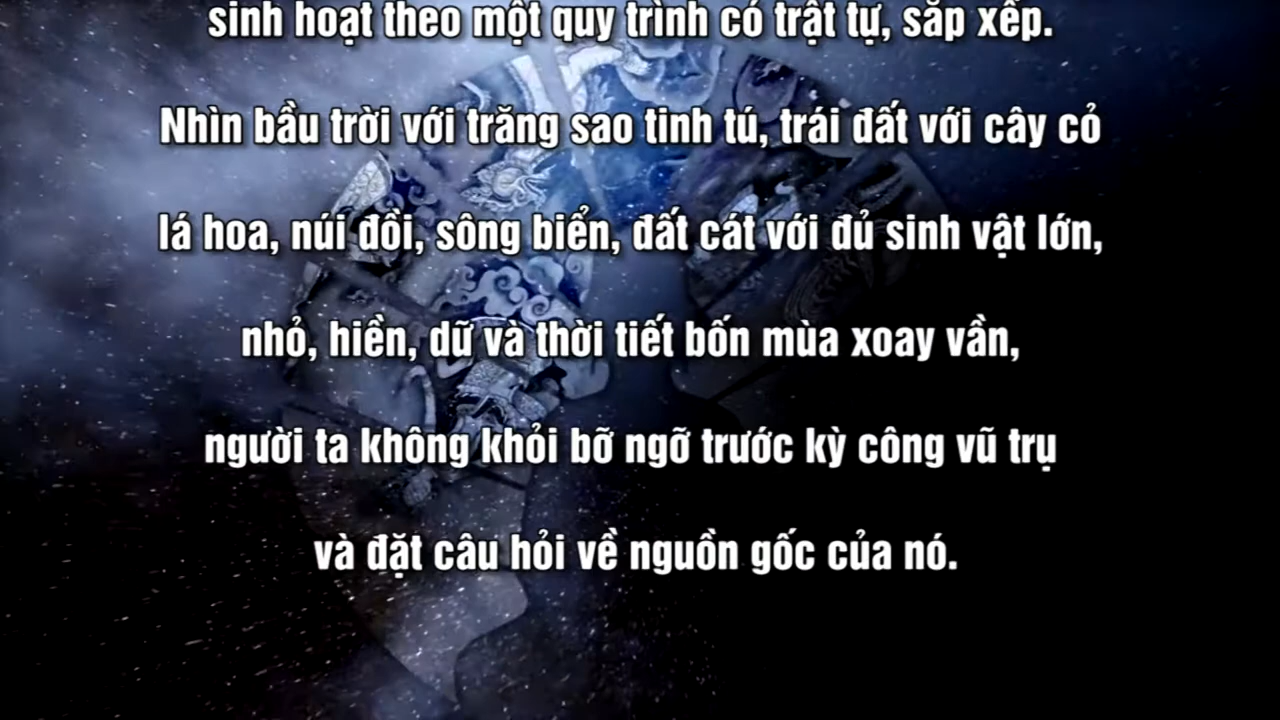 sinh hoạt theo một quy trình có trật tự, sắp xếp.
Nhìn bầu trời với trăng sao tinh tú, trái đất với cây cỏ
lá hoa, núi đồi, sông biển, đất cát với đủ sinh vật lớn,
nhỏ, hiền, dữ và thời tiết bốn mùa xoay vần,
người ta không khỏi bỡ ngỡ trước kỳ công vũ trụ
và đặt câu hỏi về nguồn gốc của nó.